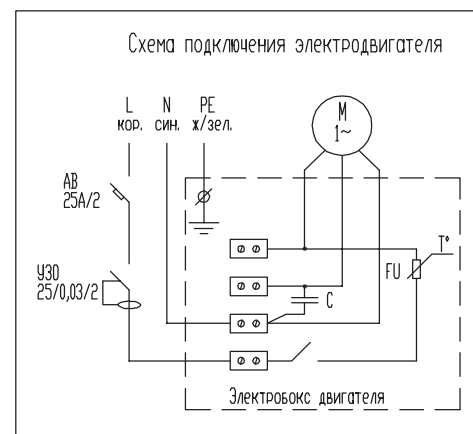 Схема подключения электродвигателя
L N PE
кор. син. ж/зел.
M
1~
АВ
25А/2
УЗО
25/0,03/2
T°
FU
C
Электробокс двигателя